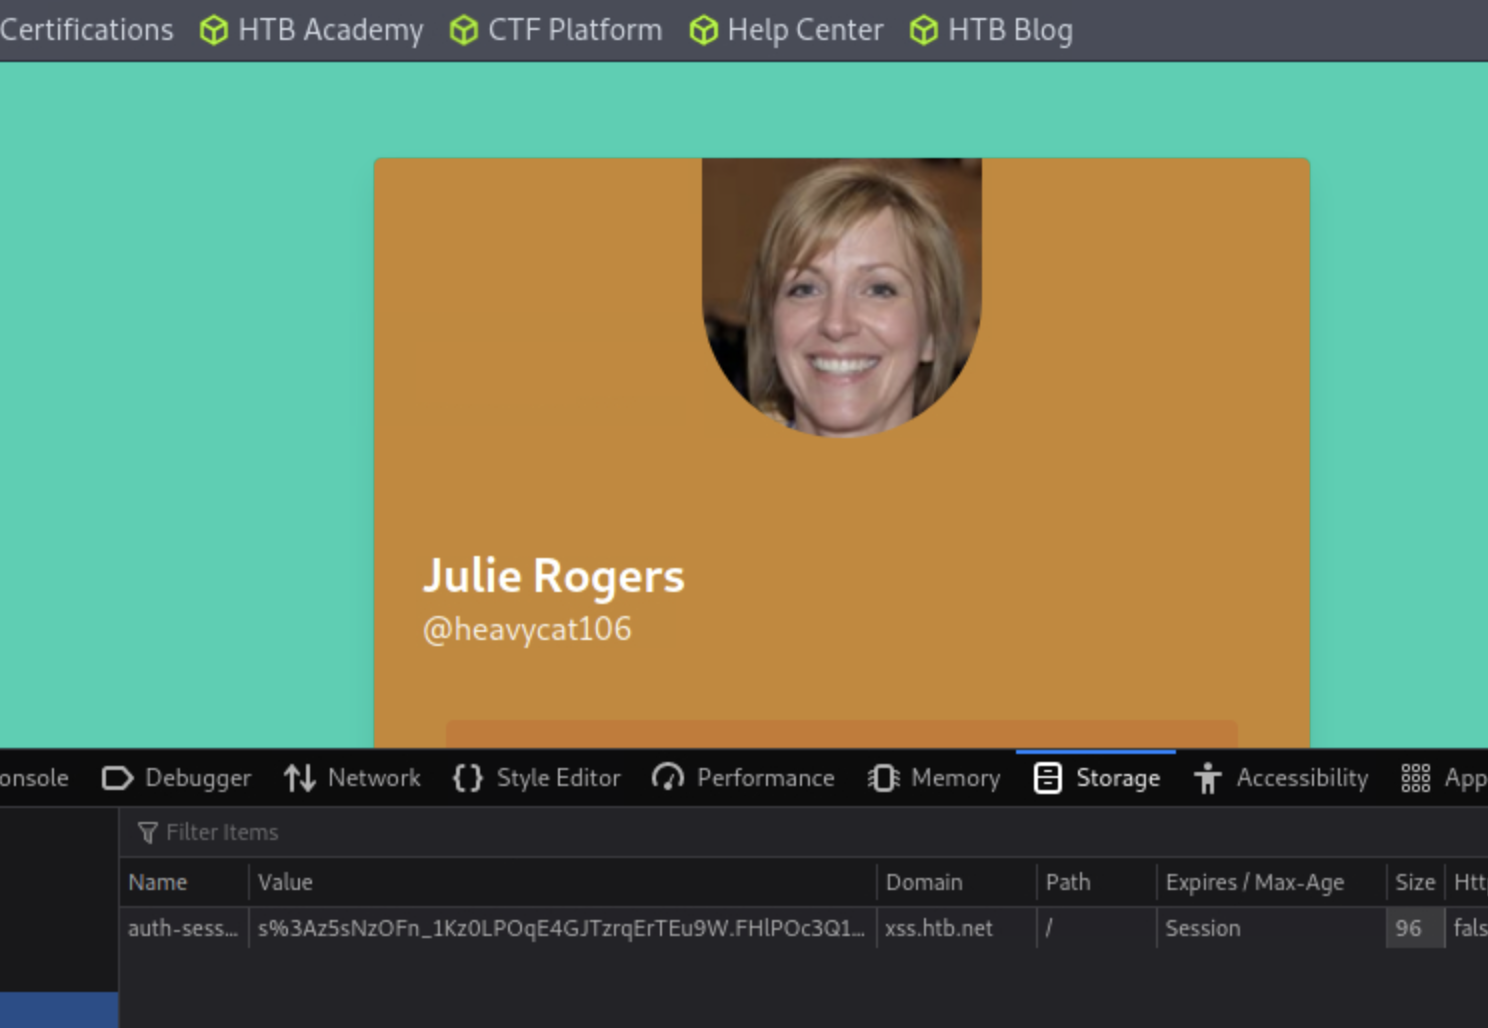 Certifications HTB Academy CTF Platform Help Center HTB Blog
Julie Rogers
@heavycat106
onsole Debugger Network Style Editor Performance Memory Storage Accessibility App
Filter Items
Name Value Domain Path Expires / Max-Age Size Htt
auth-sess... s%3Az5sNzOFn_1Kz0LPOqE4GJTzrqErTEu9W.FHlPOc3Q1... xss.htb.net / Session 96 fals